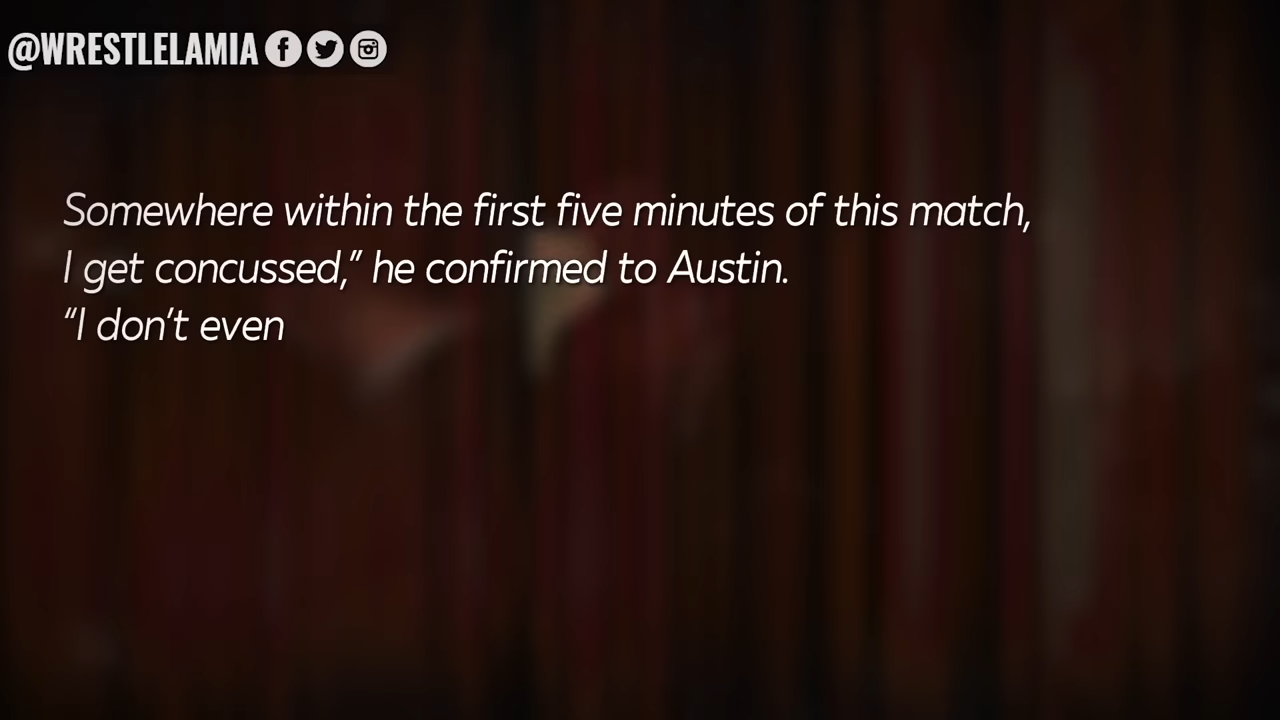 @WRESTLELAMIA
Somewhere within the first five minutes of this match,
I get concussed,” he confirmed to Austin.
“I don’t even